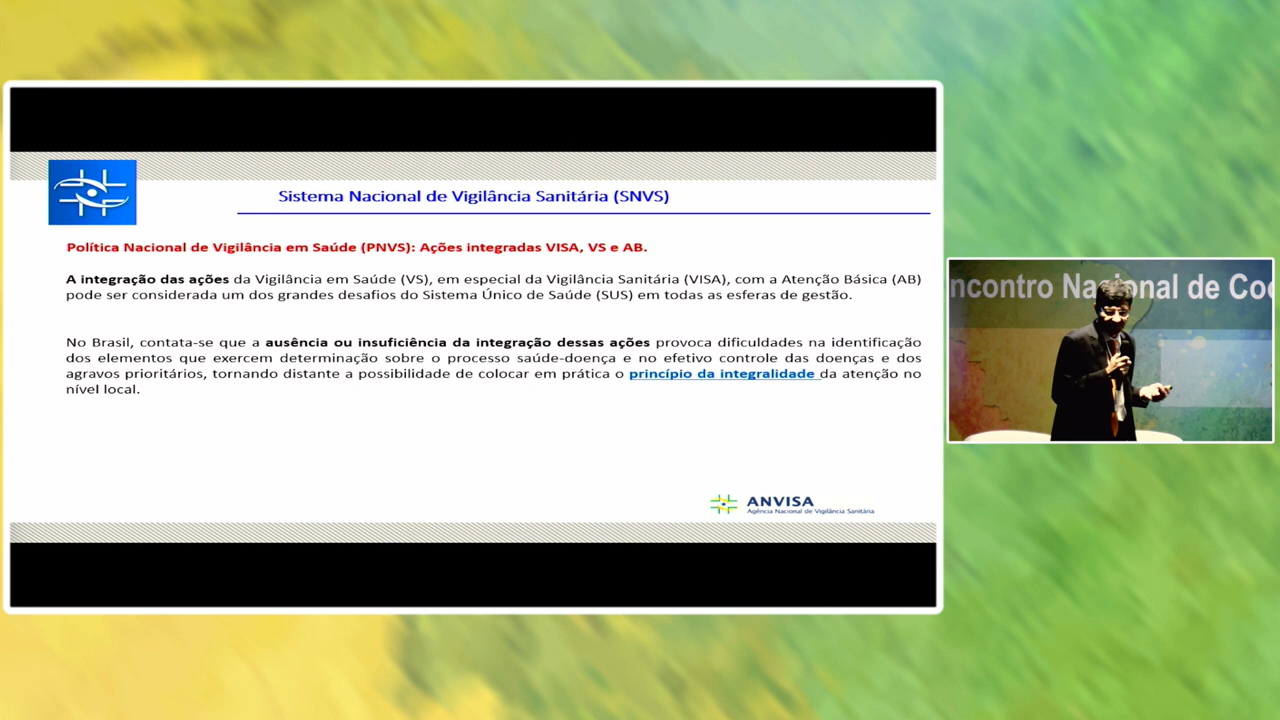 Sistema Nacional de Vigilância Sanitária (SNVS)
Política Nacional de Vigilância em Saúde (PNVS): Ações integradas VISA, VS e AB.
A integração das ações da Vigilância em Saúde (VS), em especial da Vigilância Sanitária (VISA), com a Atenção Básica (AB)
pode ser considerada um dos grandes desafios do Sistema Único de Saúde (SUS) em todas as esferas de gestão.
No Brasil, contata-se que a ausência ou insuficiência da integração dessas ações provoca dificuldades na identificação
dos elementos que exercem determinação sobre o processo saúde-doença e no efetivo controle das doenças e dos
agravos prioritários, tornando distante a possibilidade de colocar em prática o princípio da integralidade da atenção no
nível local.
ANVISA
Agência Nacional de Vigilância Sanitária
ncontro Nacional de Coo